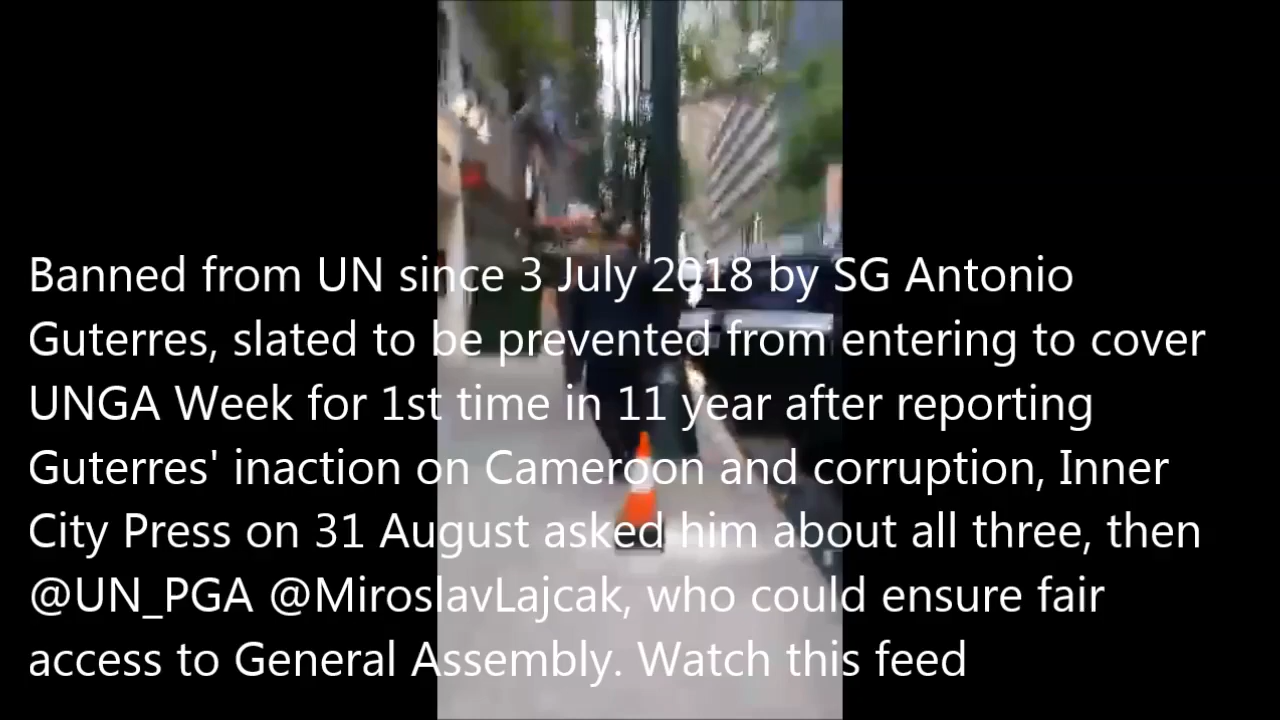 Banned from UN since 3 July 2018 by SG Antonio
Guterres, slated to be prevented from entering to cover
UNGA Week for 1st time in 11 year after reporting
Guterres' inaction on Cameroon and corruption, Inner
City Press on 31 August asked him about all three, then
@UN_PGA @MiroslavLajcak, who could ensure fair
access to General Assembly. Watch this feed